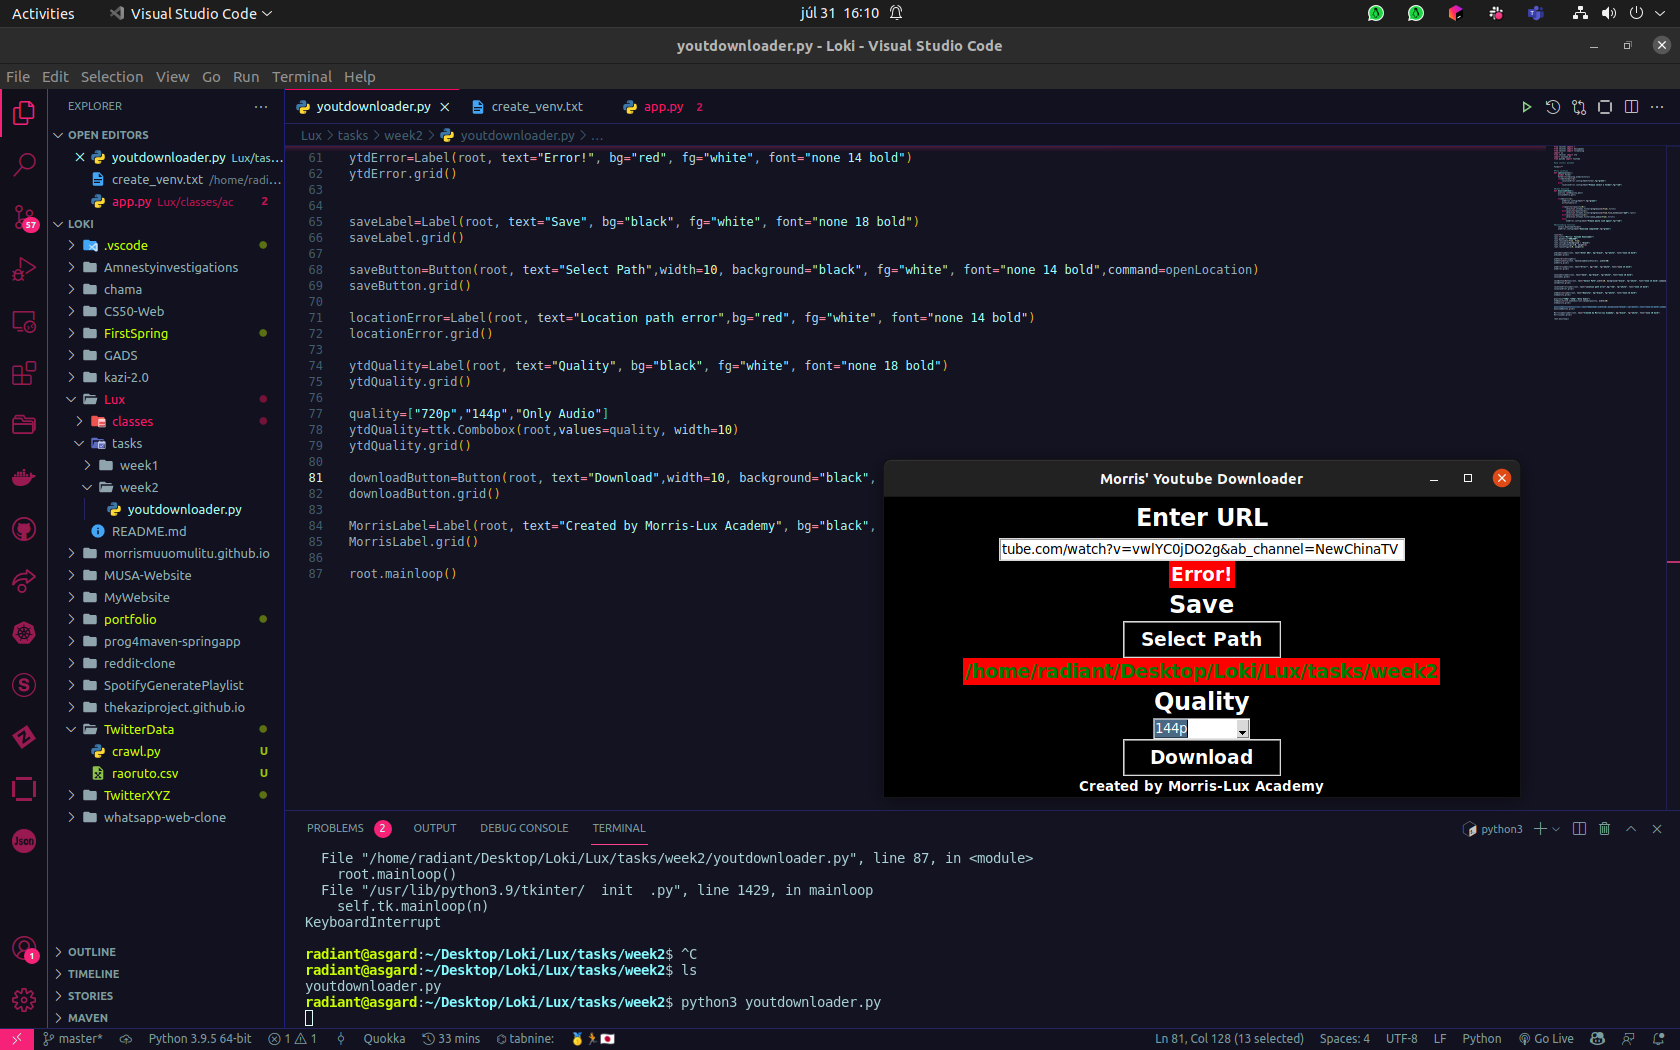 Activities
Visual Studio Code
júl 31 16:10
youtdownloader.py - Loki - Visual Studio Code
File Edit Selection View Go Run Terminal Help
EXPLORER
OPEN EDITORS
youtdownloader.py Lux/tas...
create_venv.txt /home/radi...
app.py Lux/classes/ac 2
LOKI
.vscode
Amnestyinvestigations
chama
CS50-Web
FirstSpring
GADS
kazi-2.0
Lux
classes
tasks
week1
week2
youtdownloader.py
README.md
morrismuuomulitu.github.io
MUSA-Website
MyWebsite
portfolio
prog4maven-springapp
reddit-clone
SpotifyGeneratePlaylist
thekaziproject.github.io
TwitterData
crawl.py U
raoruto.csv U
TwitterXYZ
whatsapp-web-clone
OUTLINE
TIMELINE
STORIES
MAVEN
57
Json
1
youtdownloader.py
create_venv.txt
app.py 2
Lux > tasks > week2 > youtdownloader.py > ...
61 ytdError=Label(root, text="Error!", bg="red", fg="white", font="none 14 bold")
62 ytdError.grid()
63
64
65 saveLabel=Label(root, text="Save", bg="black", fg="white", font="none 18 bold")
66 saveLabel.grid()
67
68 saveButton=Button(root, text="Select Path",width=10, background="black", fg="white", font="none 14 bold",command=openLocation)
69 saveButton.grid()
70
71 locationError=Label(root, text="Location path error",bg="red", fg="white", font="none 14 bold")
72 locationError.grid()
73
74 ytdQuality=Label(root, text="Quality", bg="black", fg="white", font="none 18 bold")
75 ytdQuality.grid()
76
77 quality=["720p","144p","Only Audio"]
78 ytdQuality=ttk.Combobox(root,values=quality, width=10)
79 ytdQuality.grid()
80
81 downloadButton=Button(root, text="Download",width=10, background="black",
82 downloadButton.grid()
83
84 MorrisLabel=Label(root, text="Created by Morris-Lux Academy", bg="black",
85 MorrisLabel.grid()
86
87 root.mainloop()
Morris' Youtube Downloader
Enter URL
tube.com/watch?v=vwlYC0jDO2g&ab_channel=NewChinaTV
Error!
Save
Select Path
/home/radiant/Desktop/Loki/Lux/tasks/week2
Quality
144p
Download
Created by Morris-Lux Academy
PROBLEMS 2 OUTPUT DEBUG CONSOLE TERMINAL
python3
File "/home/radiant/Desktop/Loki/Lux/tasks/week2/youtdownloader.py", line 87, in <module>
root.mainloop()
File "/usr/lib/python3.9/tkinter/__init__.py", line 1429, in mainloop
self.tk.mainloop(n)
KeyboardInterrupt
radiant@asgard:~/Desktop/Loki/Lux/tasks/week2$ ^C
radiant@asgard:~/Desktop/Loki/Lux/tasks/week2$ ls
youtdownloader.py
radiant@asgard:~/Desktop/Loki/Lux/tasks/week2$ python3 youtdownloader.py
master* Python 3.9.5 64-bit 1 1 Quokka 33 mins tabnine: Ln 81, Col 128 (13 selected) Spaces: 4 UTF-8 LF Python Go Live